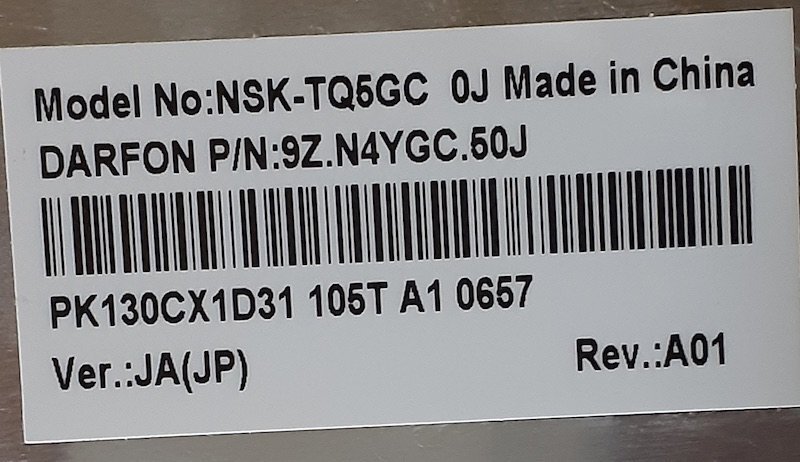 Model No:NSK-TQ5GC 0J Made in China
DARFON P/N:9Z.N4YGC.50J
PK130CX1D31 105T A1 0657
Ver.:JA(JP) Rev.:A01